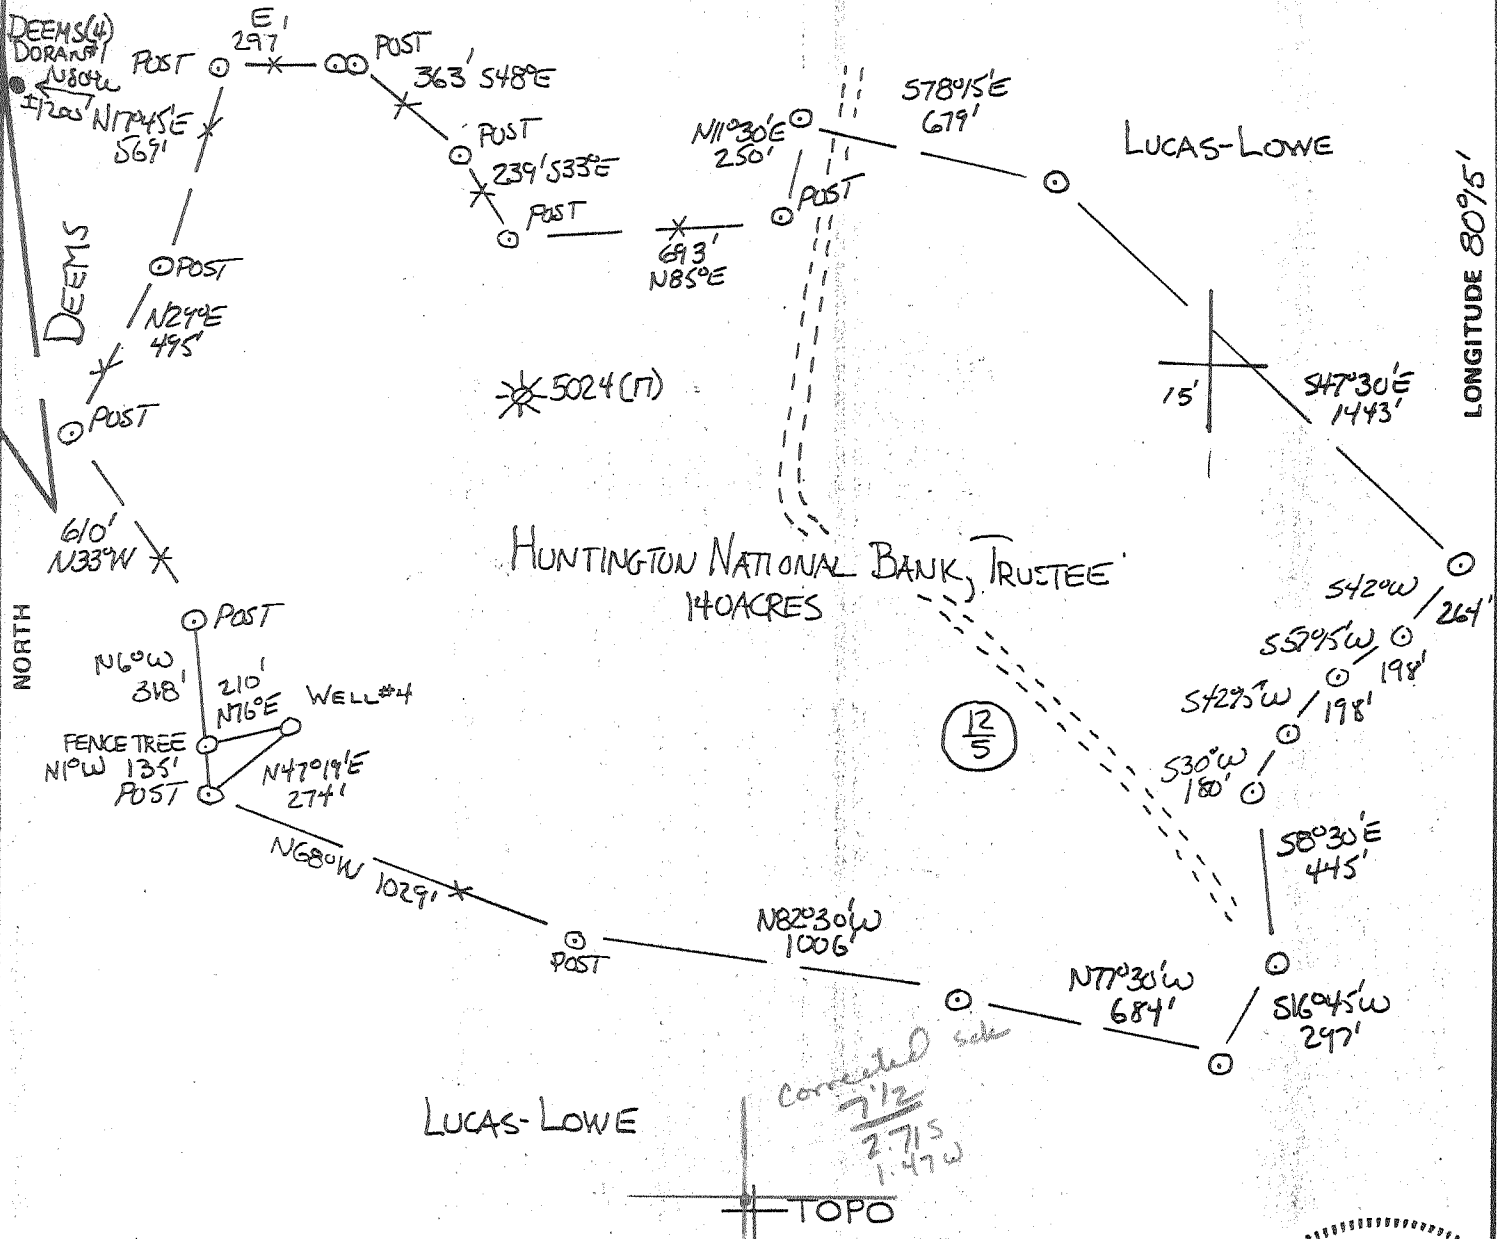 DEEMS(4)
DORAN#1
N80W
±1200'
POST
E
297'
POST
363' S48°E
N17°45'E
569'
POST
239' S33°E
POST
693'
N85°E
N11°30'E
250'
POST
S78°15'E
679'
LUCAS-LOWE
LONGITUDE 80°15'
DEEMS
POST
N29°E
495'
POST
5024(П)
15'
S47°30'E
1443'
610'
N33°W
HUNTINGTON NATIONAL BANK, TRUSTEE
140 ACRES
NORTH
POST
N6°W
318'
210'
N76°E
WELL #4
FENCE TREE
N1°W 135'
POST
N47°19'E
274'
12
5
S42°W
264'
S57°15'W
198'
S42°15'W
198'
S30°W
180'
S8°30'E
445'
N68°W 1029'
POST
N82°30'W
1006'
N77°30'W
684'
S16°45'W
297'
Corrected side
7 1/2
2.71S
1.47W
LUCAS-LOWE
TOPO